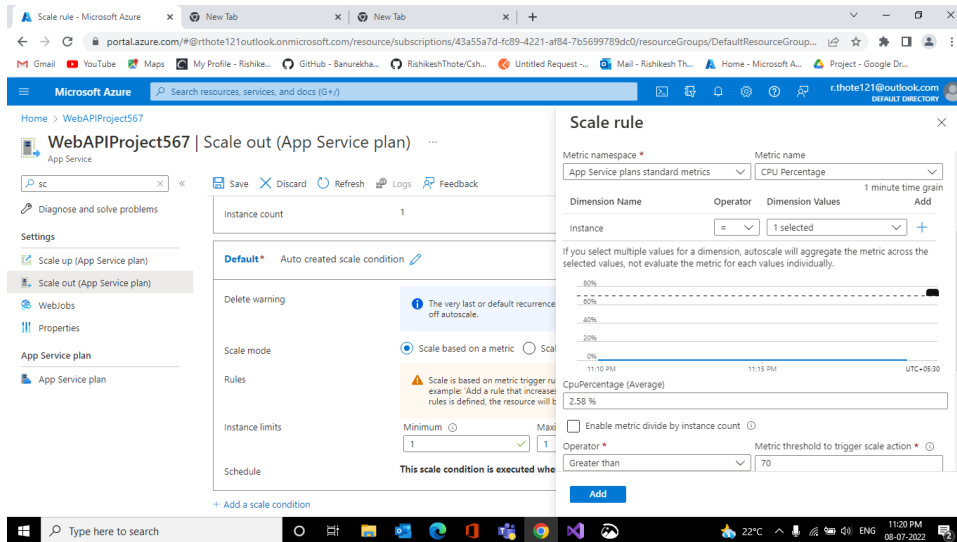 Scale rule - Microsoft Azure
New Tab
New Tab
portal.azure.com/#@rthote121outlook.onmicrosoft.com/resource/subscriptions/43a55a7d-fc89-4221-af84-7b5699789dc0/resourceGroups/DefaultResourceGroup...
Gmail YouTube Maps My Profile - Rishike... GitHub - Banurekha... RishikeshThote/Csh... Untitled Request -... Mail - Rishikesh Th... Home - Microsoft A... Project - Google Dr...
Microsoft Azure
Search resources, services, and docs (G+/)
r.thote121@outlook.com
DEFAULT DIRECTORY
Home > WebAPIProject567
WebAPIProject567 | Scale out (App Service plan) ...
App Service
sc
Diagnose and solve problems
Settings
Scale up (App Service plan)
Scale out (App Service plan)
WebJobs
Properties
App Service plan
App Service plan
Save Discard Refresh Logs Feedback
Instance count 1
Default* Auto created scale condition
Delete warning
The very last or default recurrence
off autoscale.
Scale mode
Scale based on a metric Scal
Rules
Scale is based on metric trigger ru
example: 'Add a rule that increases
rules is defined, the resource will b
Instance limits
Minimum Maxi
1 1
Schedule
This scale condition is executed whe
+ Add a scale condition
Scale rule
Metric namespace * Metric name
App Service plans standard metrics CPU Percentage
1 minute time grain
Dimension Name Operator Dimension Values Add
Instance = 1 selected +
If you select multiple values for a dimension, autoscale will aggregate the metric across the
selected values, not evaluate the metric for each values individually.
80%
60%
40%
20%
0%
11:10 PM 11:15 PM UTC+05:30
CpuPercentage (Average)
2.58 %
Enable metric divide by instance count
Operator * Metric threshold to trigger scale action *
Greater than 70
Add
Type here to search
22°C ENG
11:20 PM
08-07-2022
2